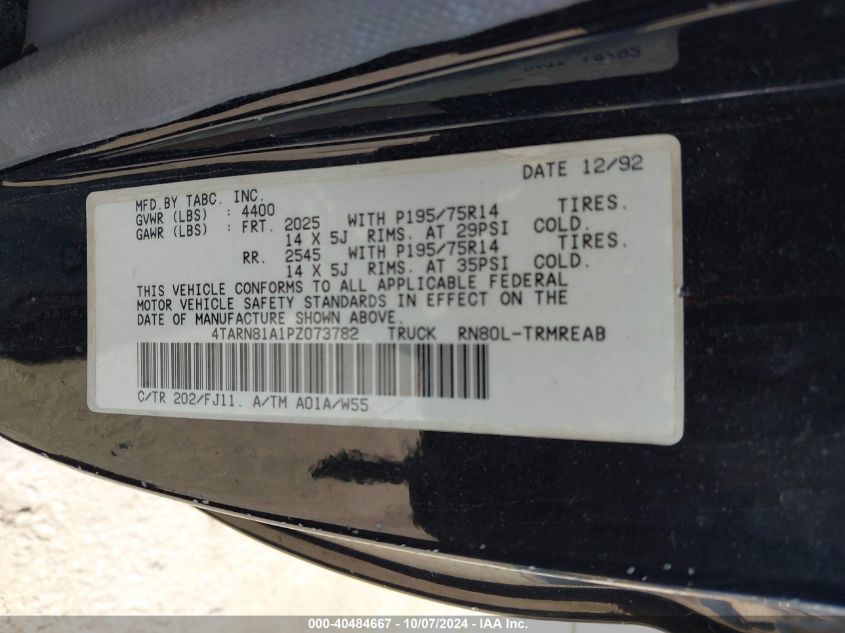 DATE 12/92
MFD.BY TABC. INC.
GVWR (LBS) : 4400
GAWR (LBS) : FRT. 2025 WITH P195/75R14 TIRES.
14 X 5J RIMS. AT 29PSI COLD.
RR. 2545 WITH P195/75R14 TIRES.
14 X 5J RIMS. AT 35PSI COLD.
THIS VEHICLE CONFORMS TO ALL APPLICABLE FEDERAL
MOTOR VEHICLE SAFETY STANDARDS IN EFFECT ON THE
DATE OF MANUFACTURE SHOWN ABOVE.
4TARN81A1PZ073782 TRUCK RN80L-TRMREAB
C/TR 202/FJ11. A/TM A01A/W55
000-40484667 - 10/07/2024 - IAA Inc.